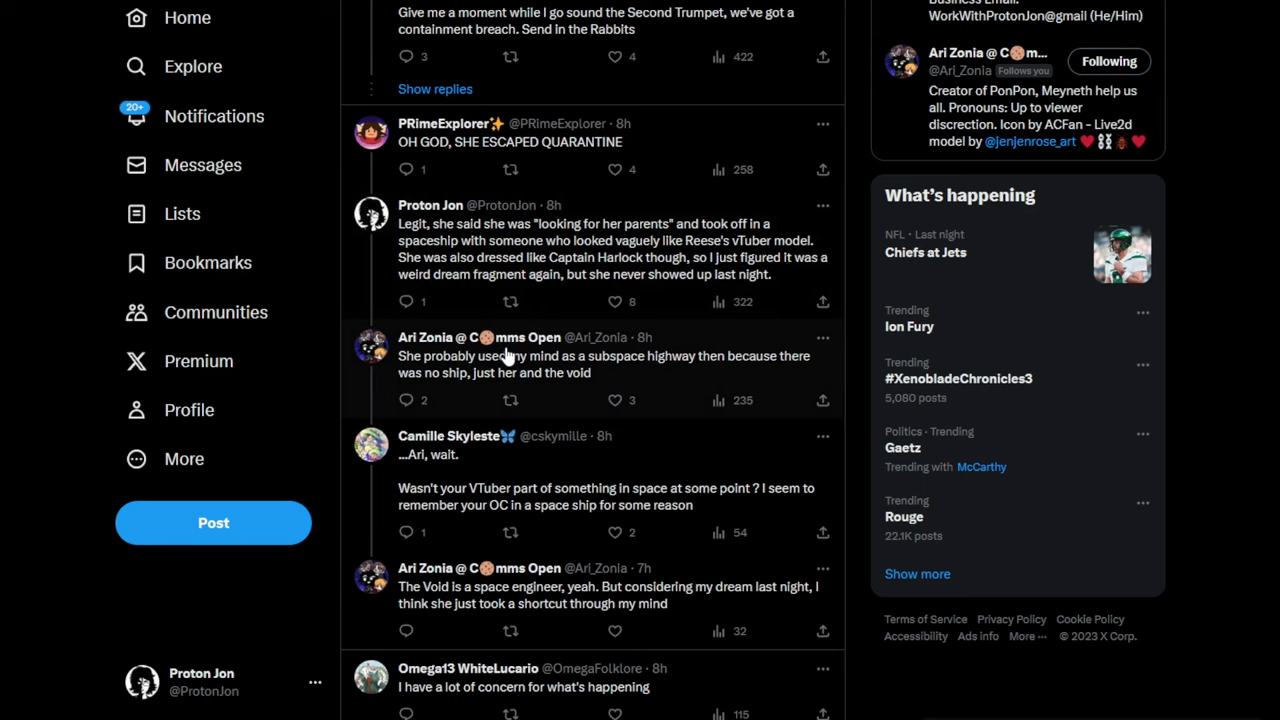 Home
Explore
20+
Notifications
Messages
Lists
Bookmarks
Communities
Premium
Profile
More
Post
Proton Jon
@ProtonJon
Give me a moment while I go sound the Second Trumpet, we've got a
containment breach. Send in the Rabbits
3 4 422
Show replies
PRimeExplorer✨ @PRimeExplorer · 8h
OH GOD, SHE ESCAPED QUARANTINE
1 4 258
Proton Jon @ProtonJon · 8h
Legit, she said she was "looking for her parents" and took off in a
spaceship with someone who looked vaguely like Reese's vTuber model.
She was also dressed like Captain Harlock though, so I just figured it was a
weird dream fragment again, but she never showed up last night.
1 8 322
Ari Zonia @ C🍪mms Open @Ari_Zonia · 8h
She probably used my mind as a subspace highway then because there
was no ship, just her and the void
2 3 235
Camille Skyleste🦋 @cskymille · 8h
...Ari, wait.
Wasn't your VTuber part of something in space at some point ? I seem to
remember your OC in a space ship for some reason
1 2 54
Ari Zonia @ C🍪mms Open @Ari_Zonia · 7h
The Void is a space engineer, yeah. But considering my dream last night, I
think she just took a shortcut through my mind
32
Omega13 WhiteLucario @OmegaFolklore · 8h
I have a lot of concern for what's happening
115
Business Email:
WorkWithProtonJon@gmail (He/Him)
Ari Zonia @ C🍪m...
@Ari_Zonia Follows you
Following
Creator of PonPon, Meyneth help us
all. Pronouns: Up to viewer
discrection. Icon by ACFan - Live2d
model by @jenjenrose_art ❤️⛓️🐞❤️
What's happening
NFL · Last night
Chiefs at Jets
Trending
Ion Fury
Trending
#XenobladeChronicles3
5,080 posts
Politics · Trending
Gaetz
Trending with McCarthy
Trending
Rouge
22.1K posts
Show more
Terms of Service Privacy Policy Cookie Policy
Accessibility Ads info More ··· © 2023 X Corp.